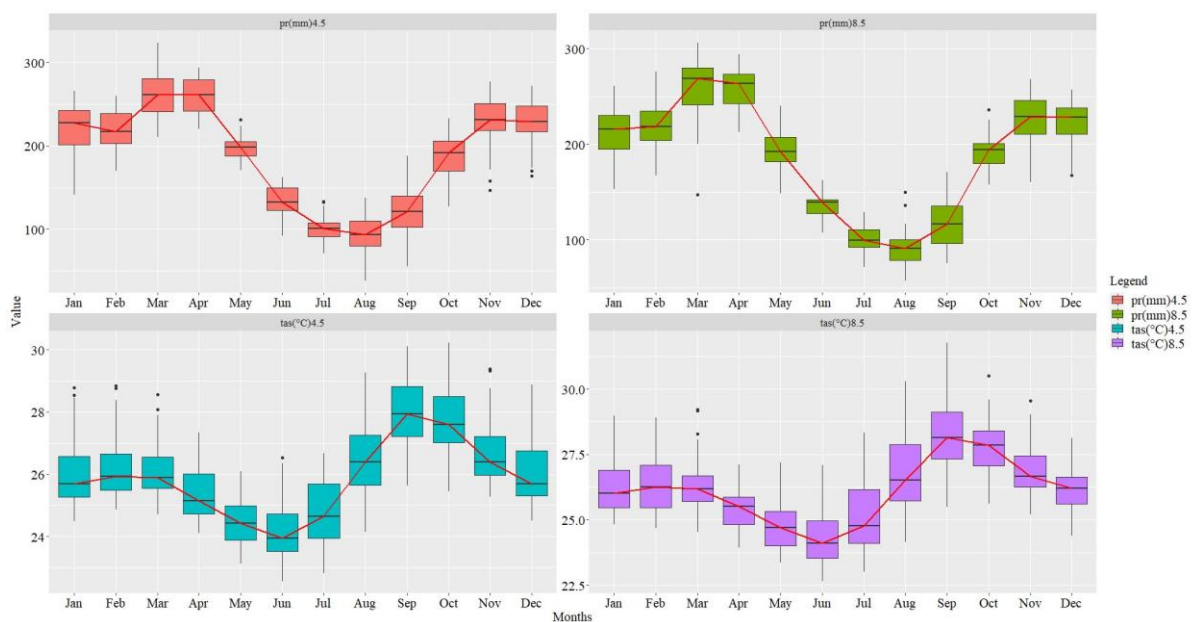 pr(mm)4.5
pr(mm)8.5
300
200
100
300
200
100
Jan Feb Mar Apr May Jun Jul Aug Sep Oct Nov Dec
Jan Feb Mar Apr May Jun Jul Aug Sep Oct Nov Dec
Value
tas(°C)4.5
tas(°C)8.5
30
28
26
24
30.0
27.5
25.0
22.5
Jan Feb Mar Apr May Jun Jul Aug Sep Oct Nov Dec
Jan Feb Mar Apr May Jun Jul Aug Sep Oct Nov Dec
Months
Legend
pr(mm)4.5
pr(mm)8.5
tas(°C)4.5
tas(°C)8.5